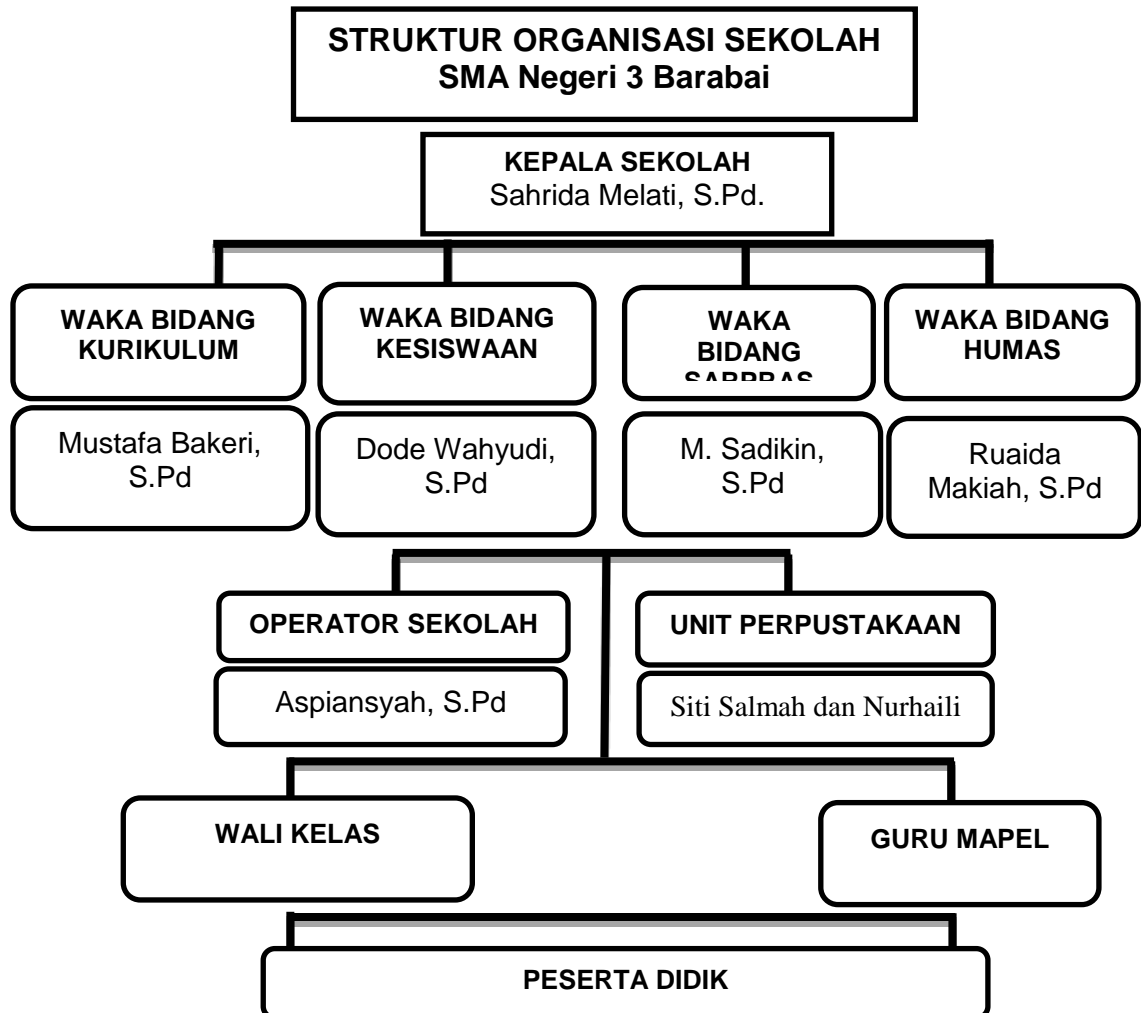 STRUKTUR ORGANISASI SEKOLAH
SMA Negeri 3 Barabai
KEPALA SEKOLAH
Sahrida Melati, S.Pd.
WAKA BIDANG
KURIKULUM
WAKA BIDANG
KESISWAAN
WAKA
BIDANG
SARPRAS
WAKA BIDANG
HUMAS
Mustafa Bakeri,
S.Pd
Dode Wahyudi,
S.Pd
M. Sadikin,
S.Pd
Ruaida
Makiah, S.Pd
OPERATOR SEKOLAH
UNIT PERPUSTAKAAN
Aspiansyah, S.Pd
Siti Salmah dan Nurhaili
WALI KELAS
GURU MAPEL
PESERTA DIDIK